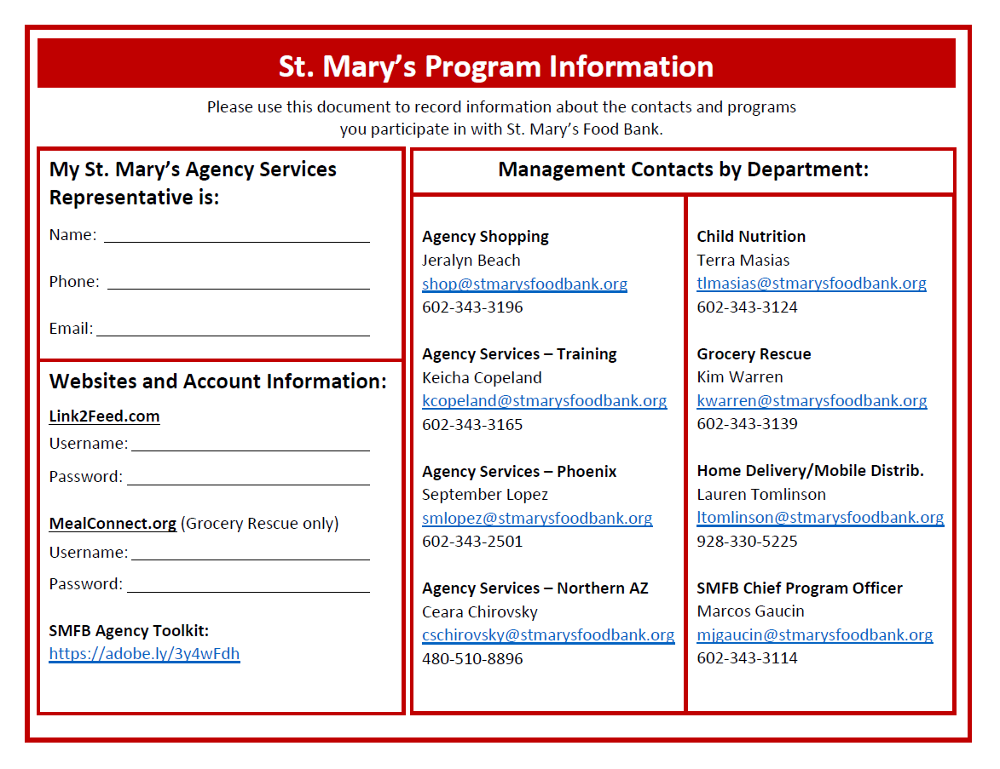 St. Mary's Program Information
Please use this document to record information about the contacts and programs
you participate in with St. Mary's Food Bank.
My St. Mary's Agency Services
Representative is:
Name:
Phone:
Email:
Websites and Account Information:
Link2Feed.com
Username:
Password:
MealConnect.org (Grocery Rescue only)
Username:
Password:
SMFB Agency Toolkit:
https://adobe.ly/3y4wFdh
Management Contacts by Department:
Agency Shopping
Jeralyn Beach
shop@stmarysfoodbank.org
602-343-3196
Agency Services – Training
Keicha Copeland
kcopeland@stmarysfoodbank.org
602-343-3165
Agency Services – Phoenix
September Lopez
smlopez@stmarysfoodbank.org
602-343-2501
Agency Services – Northern AZ
Ceara Chirovsky
cschirovsky@stmarysfoodbank.org
480-510-8896
Child Nutrition
Terra Masias
tlmasias@stmarysfoodbank.org
602-343-3124
Grocery Rescue
Kim Warren
kwarren@stmarysfoodbank.org
602-343-3139
Home Delivery/Mobile Distrib.
Lauren Tomlinson
ltomlinson@stmarysfoodbank.org
928-330-5225
SMFB Chief Program Officer
Marcos Gaucin
mjgaucin@stmarysfoodbank.org
602-343-3114